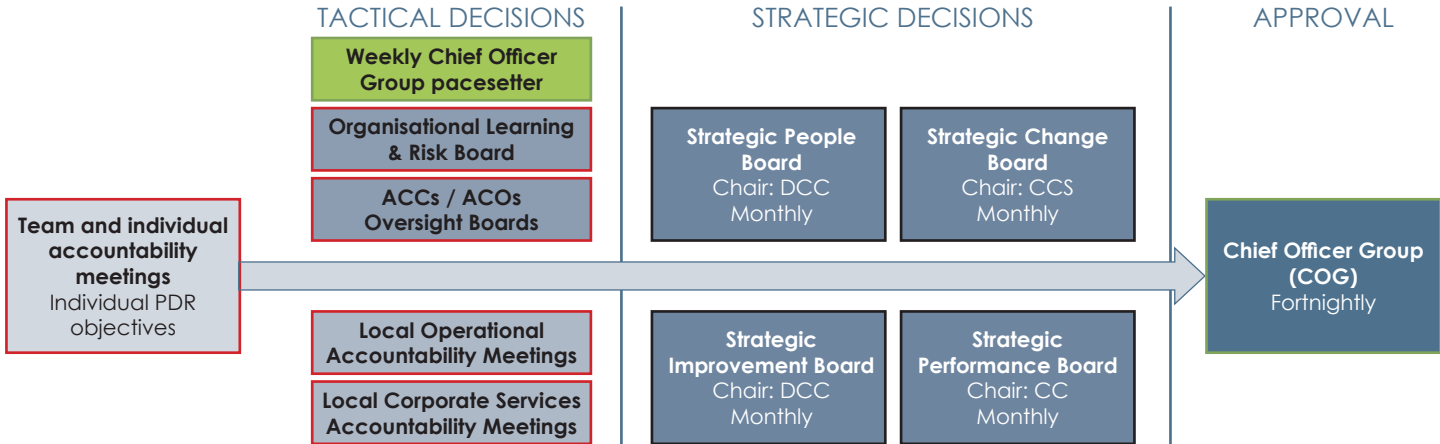 TACTICAL DECISIONS
STRATEGIC DECISIONS
APPROVAL
Weekly Chief Officer
Group pacesetter
Organisational Learning
& Risk Board
ACCs / ACOs
Oversight Boards
Strategic People
Board
Chair: DCC
Monthly
Strategic Change
Board
Chair: CCS
Monthly
Team and individual
accountability
meetings
Individual PDR
objectives
Chief Officer Group
(COG)
Fortnightly
Local Operational
Accountability Meetings
Local Corporate Services
Accountability Meetings
Strategic
Improvement Board
Chair: DCC
Monthly
Strategic
Performance Board
Chair: CC
Monthly